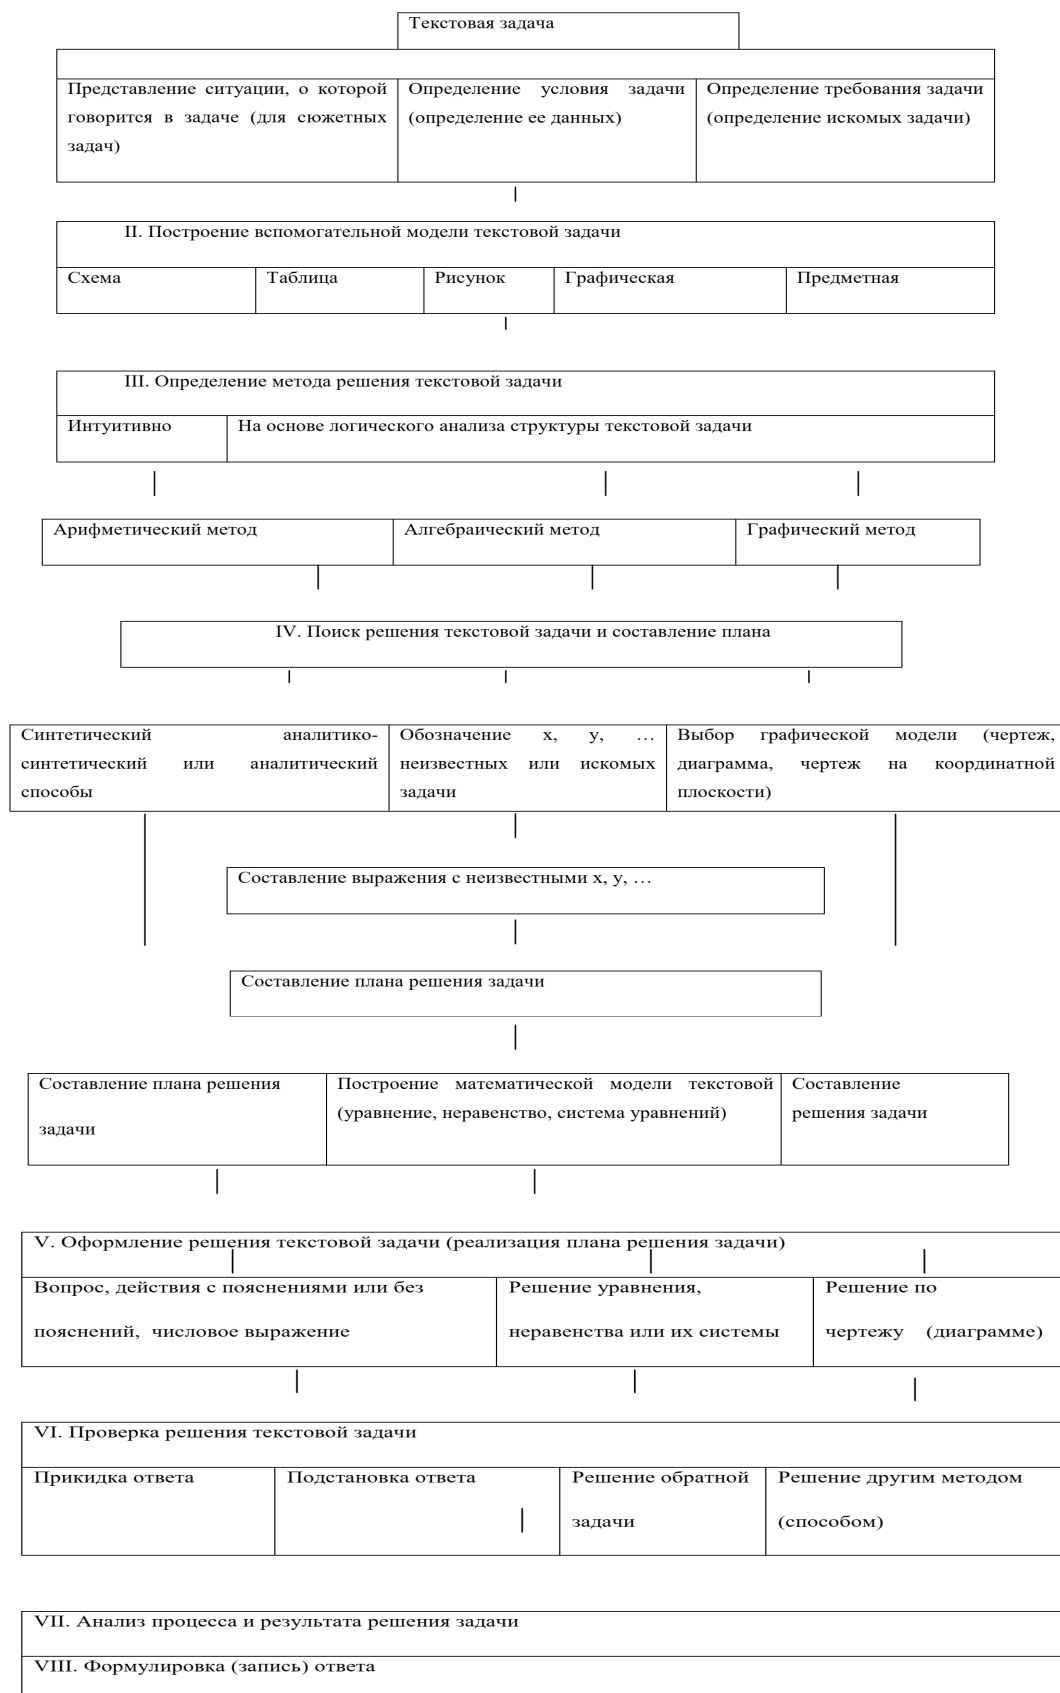 Текстовая задача
Представление ситуации, о которой
говорится в задаче (для сюжетных
задач)
Определение условия задачи
(определение ее данных)
Определение требования задачи
(определение искомых задачи)
II. Построение вспомогательной модели текстовой задачи
Схема
Таблица
Рисунок
Графическая
Предметная
III. Определение метода решения текстовой задачи
Интуитивно
На основе логического анализа структуры текстовой задачи
Арифметический метод
Алгебраический метод
Графический метод
IV. Поиск решения текстовой задачи и составление плана
Синтетический аналитико-
синтетический или аналитический
способы
Обозначение x, y, …
неизвестных или искомых
задачи
Выбор графической модели (чертеж,
диаграмма, чертеж на координатной
плоскости)
Составление выражения с неизвестными x, y, …
Составление плана решения задачи
Составление плана решения
задачи
Построение математической модели текстовой
(уравнение, неравенство, система уравнений)
Составление
решения задачи
V. Оформление решения текстовой задачи (реализация плана решения задачи)
Вопрос, действия с пояснениями или без
пояснений, числовое выражение
Решение уравнения,
неравенства или их системы
Решение по
чертежу (диаграмме)
VI. Проверка решения текстовой задачи
Прикидка ответа
Подстановка ответа
Решение обратной
задачи
Решение другим методом
(способом)
VII. Анализ процесса и результата решения задачи
VIII. Формулировка (запись) ответа